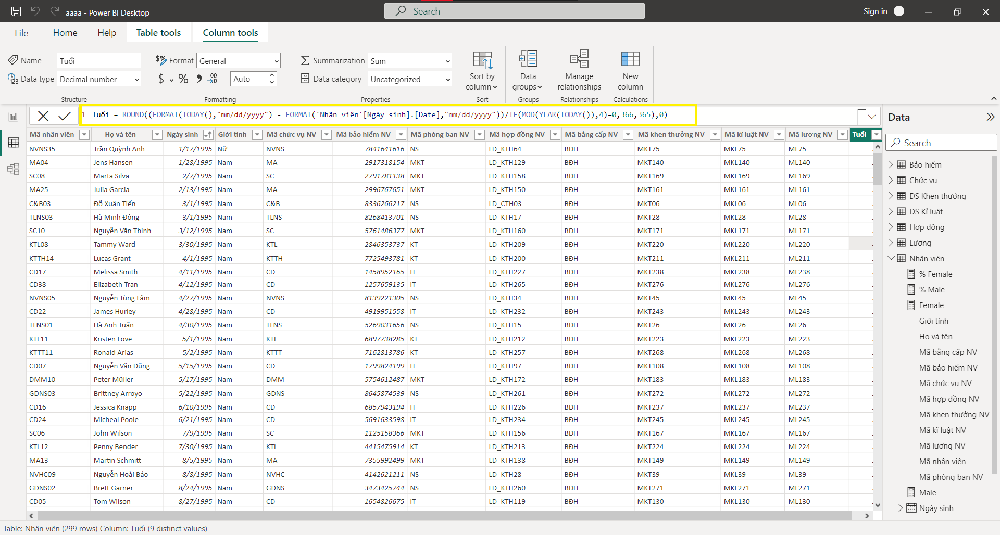 aaaa - Power BI Desktop
Search
Sign in
File Home Help Table tools Column tools
Name Tuổi
Data type Decimal number
Structure
Format General
$ % Auto
Formatting
Summarization Sum
Data category Uncategorized
Properties
Sort by column
Sort
Data groups
Groups
Manage relationships
Relationships
New column
Calculations
1 Tuổi = ROUND((FORMAT(TODAY(),"mm/dd/yyyy") - FORMAT('Nhân viên'[Ngày sinh].[Date],"mm/dd/yyyy"))/IF(MOD(YEAR(TODAY()),4)=0,366,365),0)
Mã nhân viên Họ và tên Ngày sinh Giới tính Mã chức vụ NV Mã bảo hiểm NV Mã phòng ban NV Mã hợp đồng NV Mã bằng cấp NV Mã khen thưởng NV Mã kỉ luật NV Mã lương NV Tuổi
NVNS35 Trần Quỳnh Anh 1/17/1995 Nữ NVNS 7841641616 NS LD_KTH64 BĐH MKT75 MKL75 ML75
MA04 Jens Hansen 1/28/1995 Nam MA 2917318154 MKT LD_KTH129 BĐH MKT140 MKL140 ML140
SC08 Marta Silva 2/7/1995 Nam SC 2791781138 MKT LD_KTH158 BĐH MKT169 MKL169 ML169
MA25 Julia Garcia 2/13/1995 Nam MA 2996767651 MKT LD_KTH150 BĐH MKT161 MKL161 ML161
C&B03 Đỗ Xuân Tiến 3/1/1995 Nam C&B 8336266217 NS LD_CTH03 BĐH MKT06 MKL06 ML06
TLNS03 Hà Minh Đông 3/1/1995 Nam TLNS 8268413701 NS LD_KTH17 BĐH MKT28 MKL28 ML28
SC10 Nguyễn Văn Thịnh 3/12/1995 Nam SC 5761486377 MKT LD_KTH160 BĐH MKT171 MKL171 ML171
KTL08 Tammy Ward 3/30/1995 Nam KTL 2846353737 KT LD_KTH209 BĐH MKT220 MKL220 ML220
KTTH14 Lucas Grant 4/1/1995 Nam KTTH 7725493781 KT LD_KTH200 BĐH MKT211 MKL211 ML211
CD17 Melissa Smith 4/11/1995 Nam CD 1458952165 IT LD_KTH227 BĐH MKT238 MKL238 ML238
CD38 Elizabeth Tran 4/12/1995 Nam CD 1257659135 IT LD_KTH265 BĐH MKT276 MKL276 ML276
NVNS05 Nguyễn Tùng Lâm 4/27/1995 Nam NVNS 8139221305 NS LD_KTH34 BĐH MKT45 MKL45 ML45
CD22 James Hurley 4/28/1995 Nam CD 4919951558 IT LD_KTH232 BĐH MKT243 MKL243 ML243
TLNS01 Hà Anh Tuấn 4/30/1995 Nam TLNS 5269031656 NS LD_KTH15 BĐH MKT26 MKL26 ML26
KTL11 Kristen Love 5/1/1995 Nam KTL 6897738285 KT LD_KTH212 BĐH MKT223 MKL223 ML223
KTTT11 Ronald Arias 5/2/1995 Nam KTTT 7162813786 KT LD_KTH257 BĐH MKT268 MKL268 ML268
CD07 Nguyễn Văn Dũng 5/15/1995 Nam CD 1799824199 IT LD_KTH97 BĐH MKT108 MKL108 ML108
DMM10 Peter Müller 5/17/1995 Nam DMM 5754612487 MKT LD_KTH172 BĐH MKT183 MKL183 ML183
GDNS03 Brittney Arroyo 5/22/1995 Nam GDNS 8645874539 NS LD_KTH261 BĐH MKT272 MKL272 ML272
CD16 Jessica Knapp 6/10/1995 Nam CD 6857943194 IT LD_KTH226 BĐH MKT237 MKL237 ML237
CD24 Micheal Poole 6/21/1995 Nam CD 5691633598 IT LD_KTH234 BĐH MKT245 MKL245 ML245
SC06 John Wilson 7/9/1995 Nam SC 1125158366 MKT LD_KTH156 BĐH MKT167 MKL167 ML167
KTL12 Penny Bender 7/30/1995 Nam KTL 4415475914 KT LD_KTH213 BĐH MKT224 MKL224 ML224
MA13 Martin Schmitt 8/5/1995 Nam MA 7355992499 MKT LD_KTH138 BĐH MKT149 MKL149 ML149
NVHC09 Nguyễn Hoài Bảo 8/8/1995 Nam NVHC 4142621211 NS LD_KTH28 BĐH MKT39 MKL39 ML39
GDNS02 Brett Garner 8/24/1995 Nam GDNS 3473425744 NS LD_KTH260 BĐH MKT271 MKL271 ML271
CD05 Tom Wilson 8/27/1995 Nam CD 1654826675 IT LD_KTH119 BĐH MKT130 MKL130 ML130
Data
Search
Bảo hiểm
Chức vụ
DS Khen thưởng
DS Kỉ luật
Hợp đồng
Lương
Nhân viên
% Female
% Male
Female
Giới tính
Họ và tên
Mã bằng cấp NV
Mã bảo hiểm NV
Mã chức vụ NV
Mã hợp đồng NV
Mã khen thưởng NV
Mã kĩ luật NV
Mã lương NV
Mã nhân viên
Mã phòng ban NV
Male
Ngày sinh
Table: Nhân viên (299 rows) Column: Tuổi (9 distinct values)